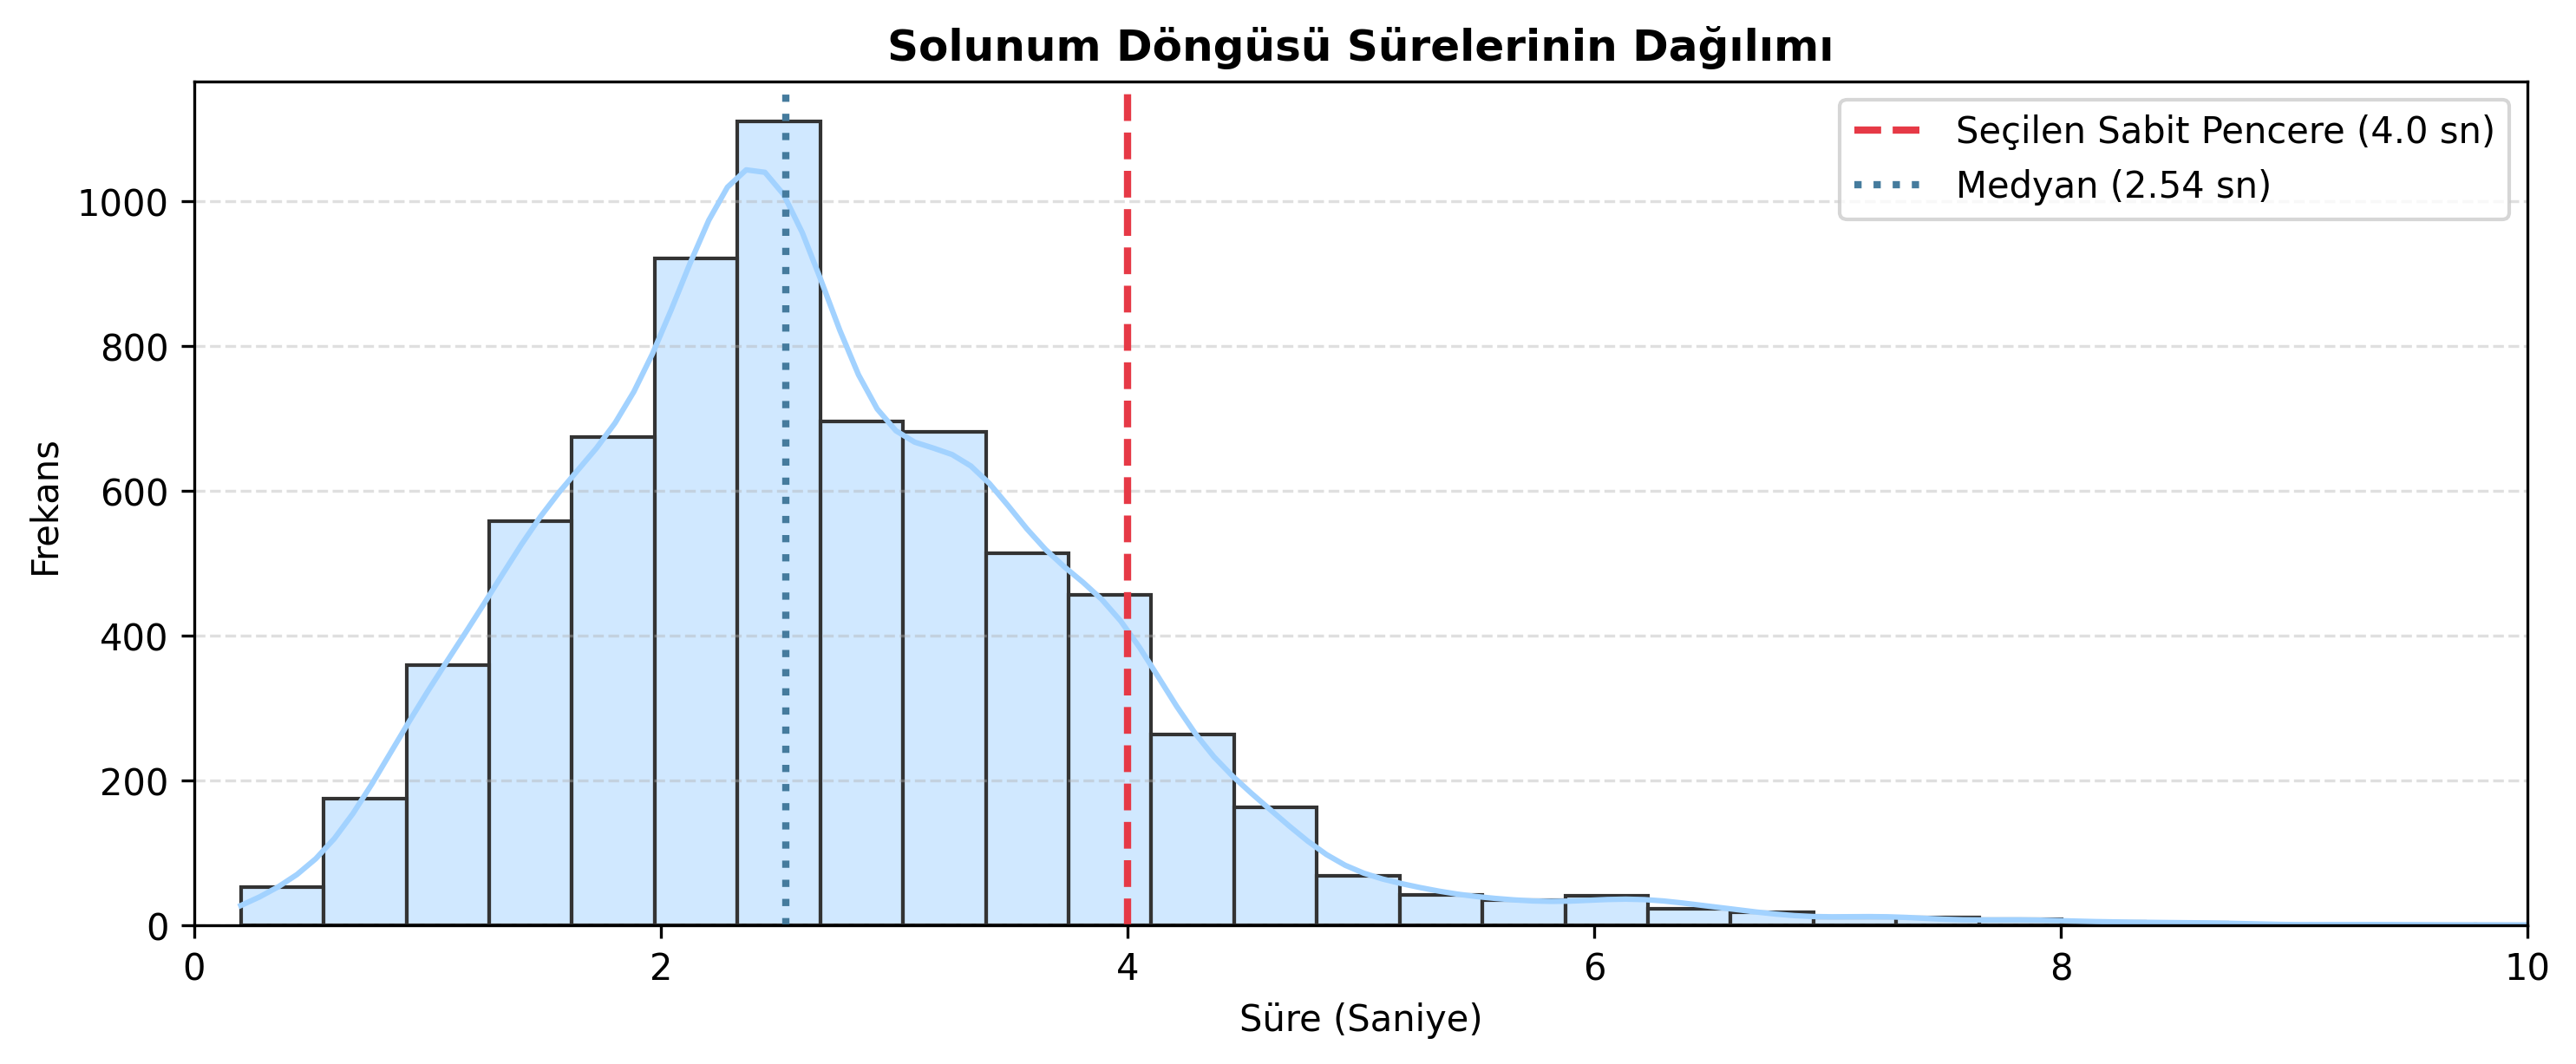 Solunum Döngüsü Sürelerinin Dağılımı
Seçilen Sabit Pencere (4.0 sn)
Medyan (2.54 sn)
Frekans
1000
800
600
400
200
0
0 2 4 6 8 10
Süre (Saniye)